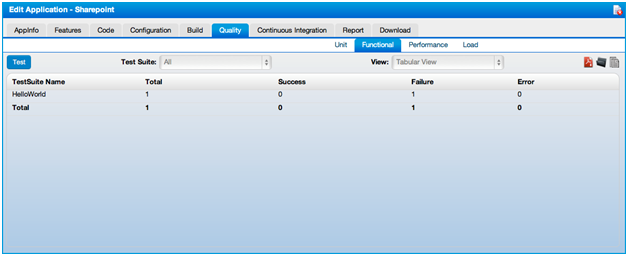 Edit Application - Sharepoint
AppInfo Features Code Configuration Build Quality Continuous Integration Report Download
Unit Functional Performance Load
Test Test Suite: All View: Tabular View
TestSuite Name Total Success Failure Error
HelloWorld 1 0 1 0
Total 1 0 1 0